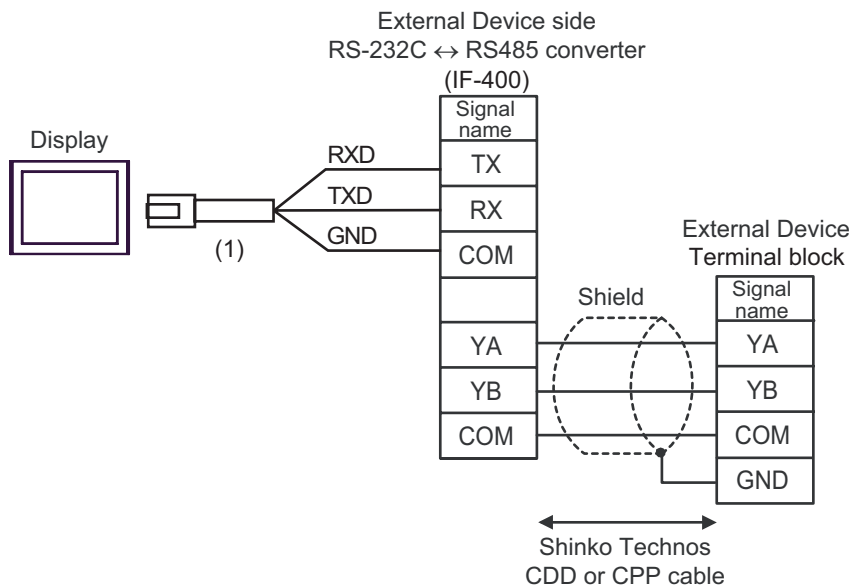 External Device side
RS-232C ↔ RS485 converter
(IF-400)
Signal
name
Display
RXD
TX
TXD
RX
GND
COM
(1)
External Device
Terminal block
Signal
name
Shield
YA
YA
YB
YB
COM
COM
GND
Shinko Technos
CDD or CPP cable